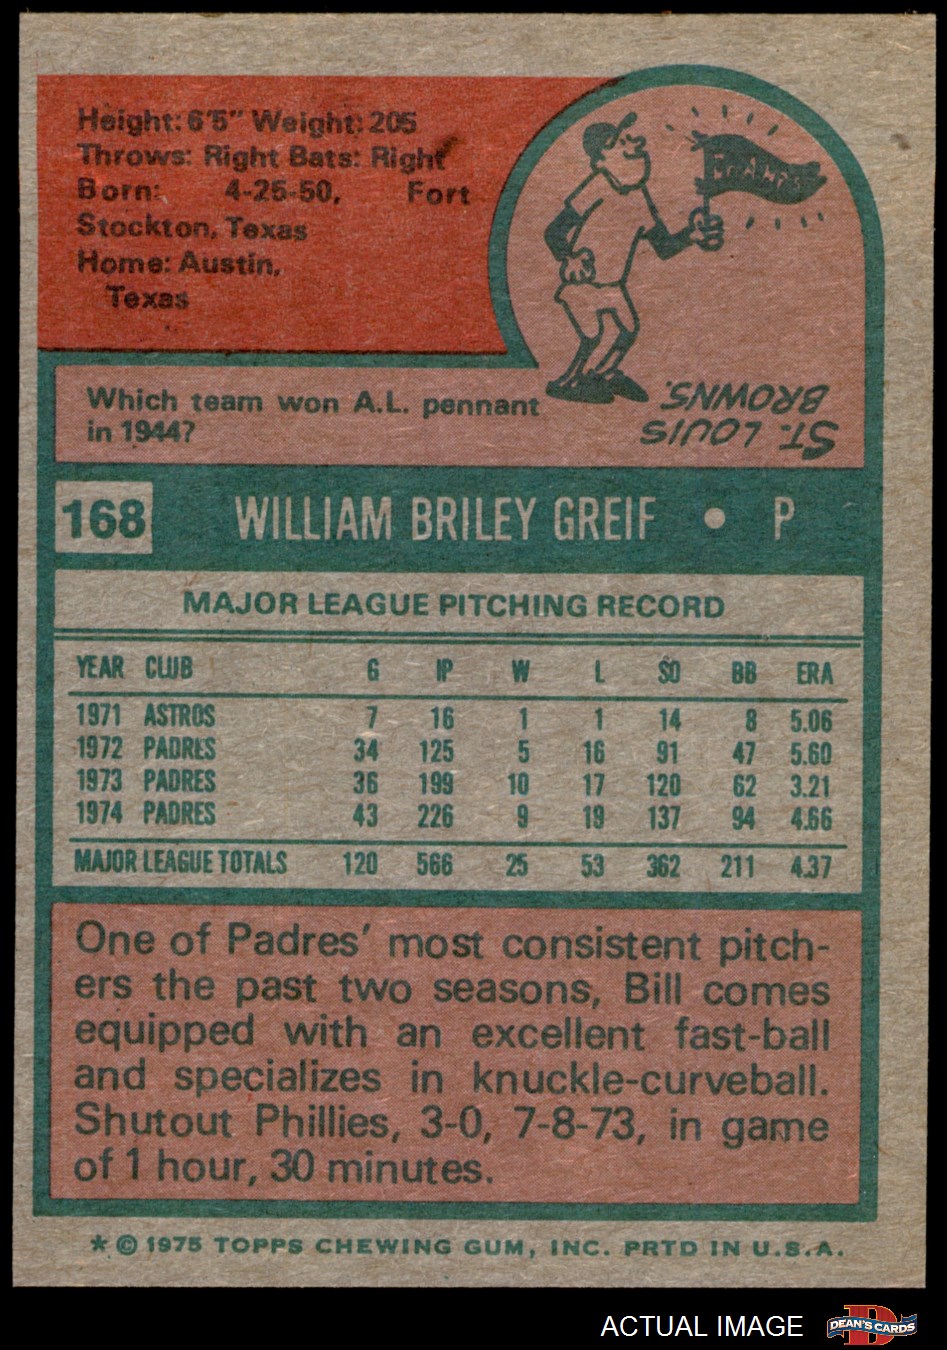 Height: 6'5" Weight: 205
Throws: Right Bats: Right
Born: 4-25-50, Fort
Stockton, Texas
Home: Austin,
Texas
Which team won A.L. pennant
in 1944?
ST. LOUIS
BROWNS.
168 WILLIAM BRILEY GREIF • P
MAJOR LEAGUE PITCHING RECORD
YEAR CLUB G IP W L SO BB ERA
1971 ASTROS 7 16 1 1 14 8 5.06
1972 PADRES 34 125 5 16 91 47 5.60
1973 PADRES 36 199 10 17 120 62 3.21
1974 PADRES 43 226 9 19 137 94 4.66
MAJOR LEAGUE TOTALS 120 566 25 53 362 211 4.37
One of Padres' most consistent pitch-
ers the past two seasons, Bill comes
equipped with an excellent fast-ball
and specializes in knuckle-curveball.
Shutout Phillies, 3-0, 7-8-73, in game
of 1 hour, 30 minutes.
* © 1975 TOPPS CHEWING GUM, INC. PRTD IN U.S.A.
ACTUAL IMAGE
DEAN'S CARDS